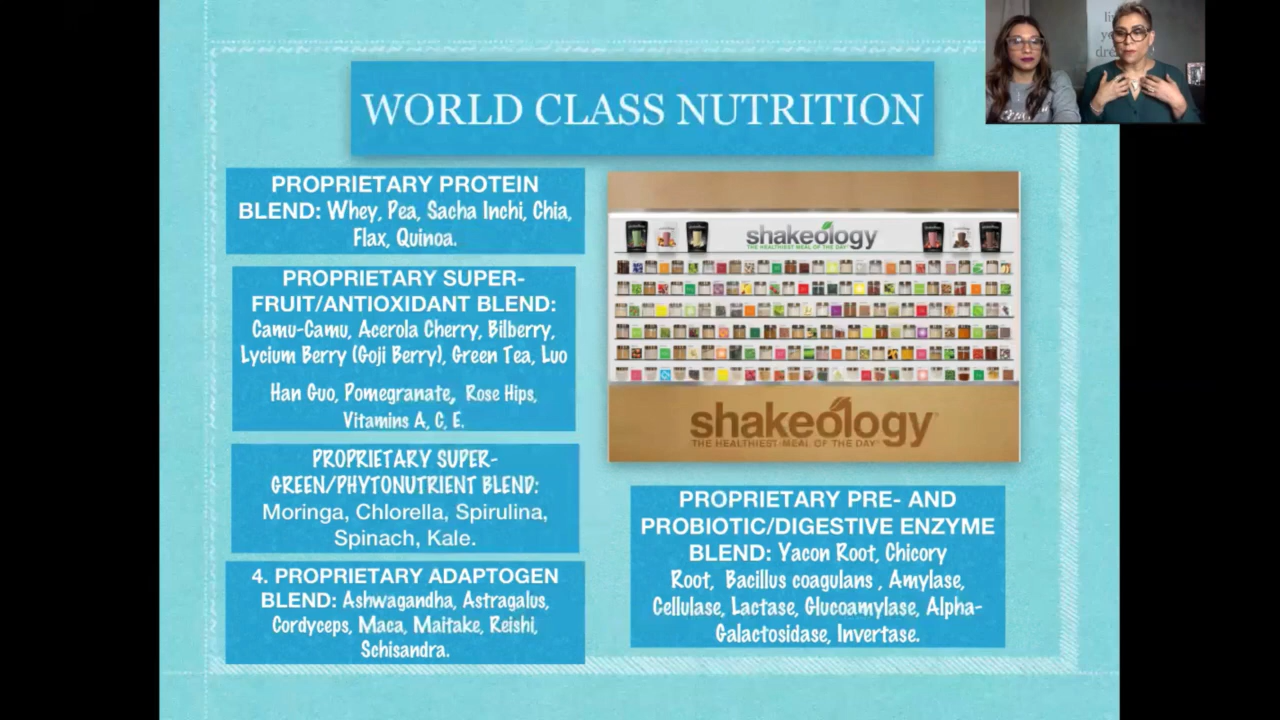 WORLD CLASS NUTRITION
PROPRIETARY PROTEIN
BLEND: Whey, Pea, Sacha Inchi, Chia,
Flax, Quinoa.
PROPRIETARY SUPER-
FRUIT/ANTIOXIDANT BLEND:
Camu-Camu, Acerola Cherry, Bilberry,
Lycium Berry (Goji Berry), Green Tea, Luo
Han Guo, Pomegranate, Rose Hips,
Vitamins A, C, E.
PROPRIETARY SUPER-
GREEN/PHYTONUTRIENT BLEND:
Moringa, Chlorella, Spirulina,
Spinach, Kale.
4. PROPRIETARY ADAPTOGEN
BLEND: Ashwagandha, Astragalus,
Cordyceps, Maca, Maitake, Reishi,
Schisandra.
shakeology
THE HEALTHIEST MEAL OF THE DAY
shakeology
THE HEALTHIEST MEAL OF THE DAY
PROPRIETARY PRE- AND
PROBIOTIC/DIGESTIVE ENZYME
BLEND: Yacon Root, Chicory
Root, Bacillus coagulans , Amylase,
Cellulase, Lactase, Glucoamylase, Alpha-
Galactosidase, Invertase.